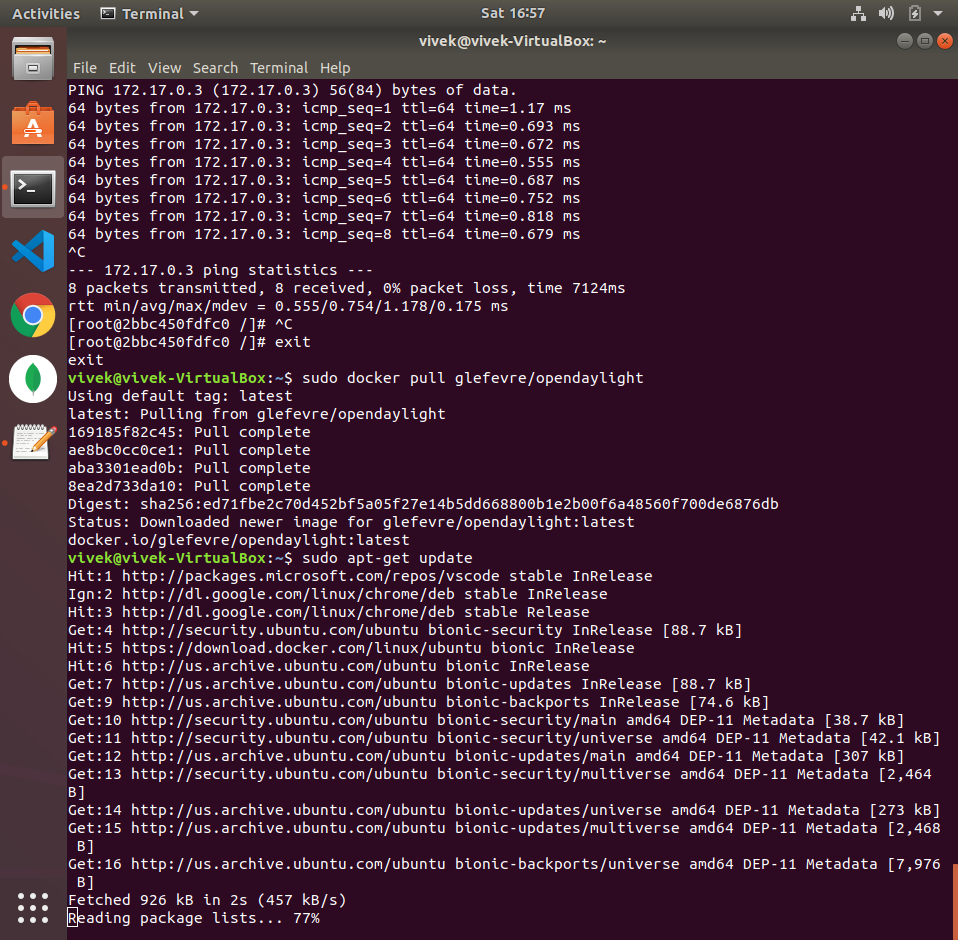 Activities Terminal Sat 16:57
vivek@vivek-VirtualBox: ~
File Edit View Search Terminal Help
PING 172.17.0.3 (172.17.0.3) 56(84) bytes of data.
64 bytes from 172.17.0.3: icmp_seq=1 ttl=64 time=1.17 ms
64 bytes from 172.17.0.3: icmp_seq=2 ttl=64 time=0.693 ms
64 bytes from 172.17.0.3: icmp_seq=3 ttl=64 time=0.672 ms
64 bytes from 172.17.0.3: icmp_seq=4 ttl=64 time=0.555 ms
64 bytes from 172.17.0.3: icmp_seq=5 ttl=64 time=0.687 ms
64 bytes from 172.17.0.3: icmp_seq=6 ttl=64 time=0.752 ms
64 bytes from 172.17.0.3: icmp_seq=7 ttl=64 time=0.818 ms
64 bytes from 172.17.0.3: icmp_seq=8 ttl=64 time=0.679 ms
^C
--- 172.17.0.3 ping statistics ---
8 packets transmitted, 8 received, 0% packet loss, time 7124ms
rtt min/avg/max/mdev = 0.555/0.754/1.178/0.175 ms
[root@2bbc450fdfc0 /]# ^C
[root@2bbc450fdfc0 /]# exit
exit
vivek@vivek-VirtualBox:~$ sudo docker pull glefevre/opendaylight
Using default tag: latest
latest: Pulling from glefevre/opendaylight
169185f82c45: Pull complete
ae8bc0cc0ce1: Pull complete
aba3301ead0b: Pull complete
8ea2d733da10: Pull complete
Digest: sha256:ed71fbe2c70d452bf5a05f27e14b5dd668800b1e2b00f6a48560f700de6876db
Status: Downloaded newer image for glefevre/opendaylight:latest
docker.io/glefevre/opendaylight:latest
vivek@vivek-VirtualBox:~$ sudo apt-get update
Hit:1 http://packages.microsoft.com/repos/vscode stable InRelease
Ign:2 http://dl.google.com/linux/chrome/deb stable InRelease
Hit:3 http://dl.google.com/linux/chrome/deb stable Release
Get:4 http://security.ubuntu.com/ubuntu bionic-security InRelease [88.7 kB]
Hit:5 https://download.docker.com/linux/ubuntu bionic InRelease
Hit:6 http://us.archive.ubuntu.com/ubuntu bionic InRelease
Get:7 http://us.archive.ubuntu.com/ubuntu bionic-updates InRelease [88.7 kB]
Get:9 http://us.archive.ubuntu.com/ubuntu bionic-backports InRelease [74.6 kB]
Get:10 http://security.ubuntu.com/ubuntu bionic-security/main amd64 DEP-11 Metadata [38.7 kB]
Get:11 http://security.ubuntu.com/ubuntu bionic-security/universe amd64 DEP-11 Metadata [42.1 kB]
Get:12 http://us.archive.ubuntu.com/ubuntu bionic-updates/main amd64 DEP-11 Metadata [307 kB]
Get:13 http://security.ubuntu.com/ubuntu bionic-security/multiverse amd64 DEP-11 Metadata [2,464
B]
Get:14 http://us.archive.ubuntu.com/ubuntu bionic-updates/universe amd64 DEP-11 Metadata [273 kB]
Get:15 http://us.archive.ubuntu.com/ubuntu bionic-updates/multiverse amd64 DEP-11 Metadata [2,468
B]
Get:16 http://us.archive.ubuntu.com/ubuntu bionic-backports/universe amd64 DEP-11 Metadata [7,976
B]
Fetched 926 kB in 2s (457 kB/s)
Reading package lists... 77%